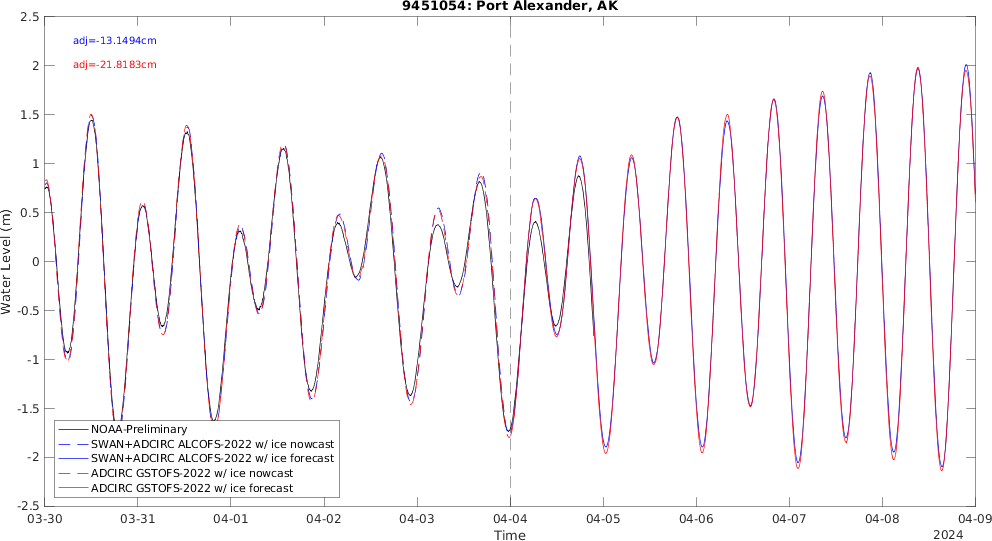 9451054: Port Alexander, AK
adj=-13.1494cm
adj=-21.8183cm
2.5
2
1.5
1
0.5
0
-0.5
-1
-1.5
-2
-2.5
Water Level (m)
NOAA-Preliminary
SWAN+ADCIRC ALCOFS-2022 w/ ice nowcast
SWAN+ADCIRC ALCOFS-2022 w/ ice forecast
ADCIRC GSTOFS-2022 w/ ice nowcast
ADCIRC GSTOFS-2022 w/ ice forecast
03-30 03-31 04-01 04-02 04-03 04-04 04-05 04-06 04-07 04-08 04-09
Time
2024